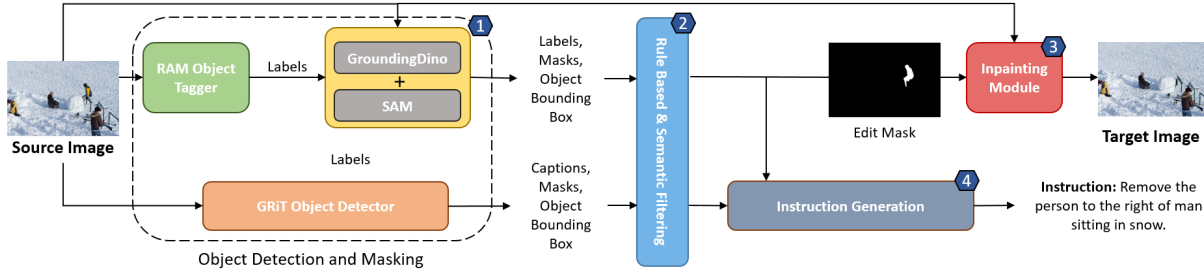 1
2
3
4
RAM Object
Tagger
Labels
GroundingDino
+
SAM
Labels,
Masks,
Object
Bounding
Box
Rule Based & Semantic Filtering
Edit Mask
Inpainting
Module
Source Image
Target Image
Labels
GRiT Object Detector
Captions,
Masks,
Object
Bounding
Box
Instruction Generation
Instruction: Remove the
person to the right of man
sitting in snow.
Object Detection and Masking